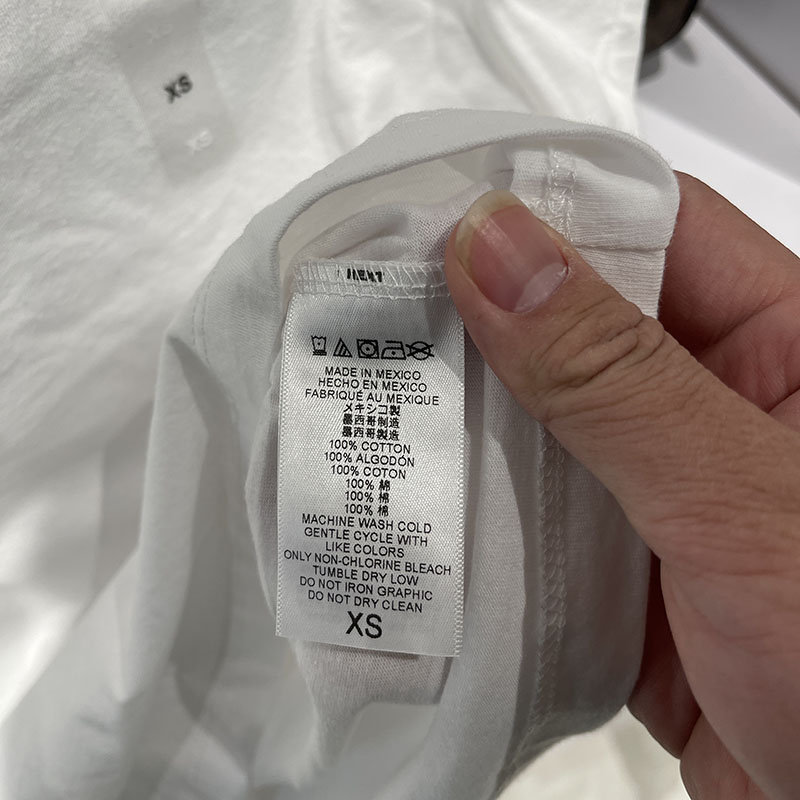 XS
XS
XS
MADE IN MEXICO
HECHO EN MEXICO
FABRIQUÉ AU MEXIQUE
メキシコ製
墨西哥制造
墨西哥製造
100% COTTON
100% ALGODÓN
100% COTON
100% 綿
100% 棉
100% 棉
MACHINE WASH COLD
GENTLE CYCLE WITH
LIKE COLORS
ONLY NON-CHLORINE BLEACH
TUMBLE DRY LOW
DO NOT IRON GRAPHIC
DO NOT DRY CLEAN
XS